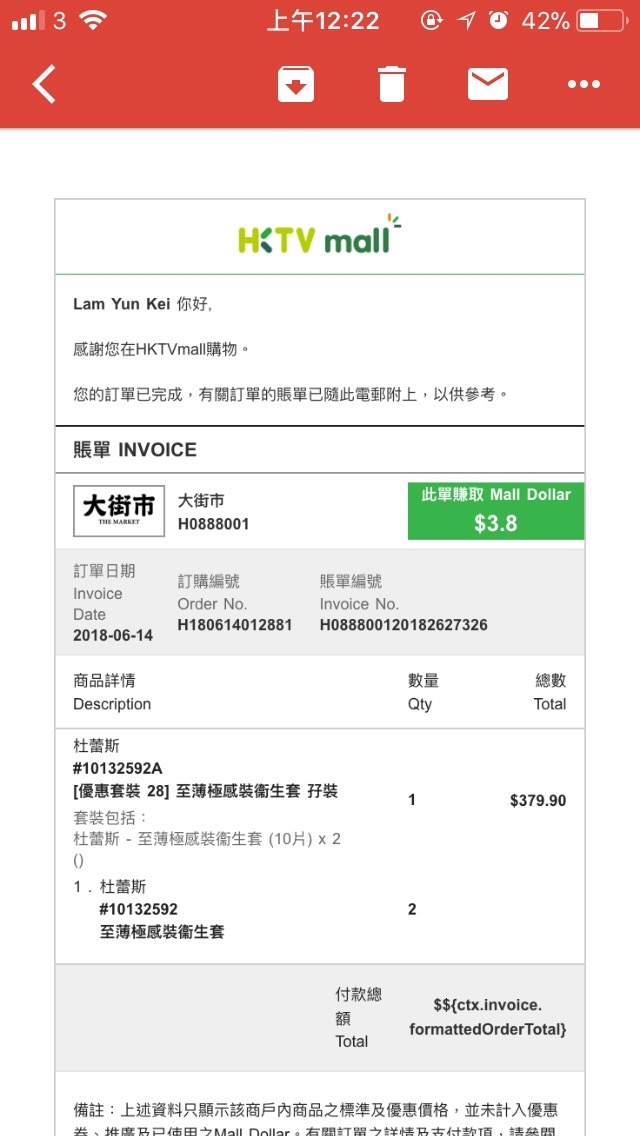 3 上午12:22 42%
HKTV mall
Lam Yun Kei 你好,
感謝您在HKTVmall購物。
您的訂單已完成，有關訂單的賬單已隨此電郵附上，以供參考。
賬單 INVOICE
大街市
THE MARKET
大街市
H0888001
此單賺取 Mall Dollar
$3.8
訂單日期
Invoice
Date
2018-06-14
訂購編號
Order No.
H180614012881
賬單編號
Invoice No.
H088800120182627326
商品詳情
Description
數量
Qty
總數
Total
杜蕾斯
#10132592A
[優惠套裝 28] 至薄極感裝衞生套 孖裝
套裝包括：
杜蕾斯 - 至薄極感裝衞生套 (10片) x 2
()
1
$379.90
1 . 杜蕾斯
#10132592
至薄極感裝衞生套
2
付款總
額
Total
$${ctx.invoice.
formattedOrderTotal}
備註：上述資料只顯示該商戶內商品之標準及優惠價格，並未計入優惠
券、推廣及已使用之Mall Dollar。有關訂單之詳情及支付款項，請參閱